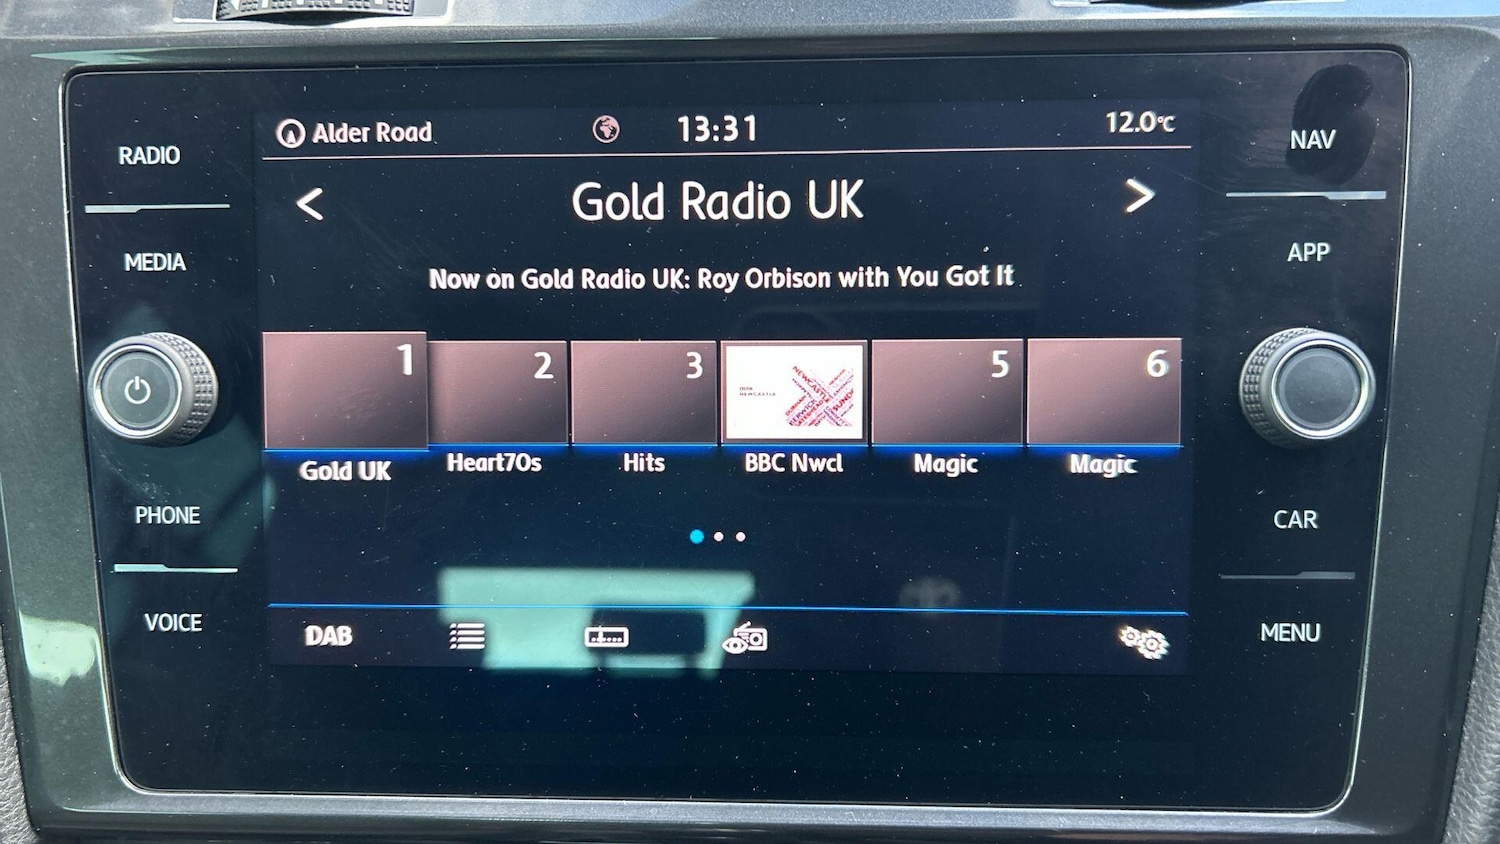 Alder Road 13:31 12.0°C
RADIO
NAV
< Gold Radio UK >
MEDIA
APP
Now on Gold Radio UK: Roy Orbison with You Got It
1 2 3 5 6
NEWCASTLE
Gold UK Heart70s Hits BBC Nwcl Magic Magic
PHONE
CAR
VOICE
DAB
MENU